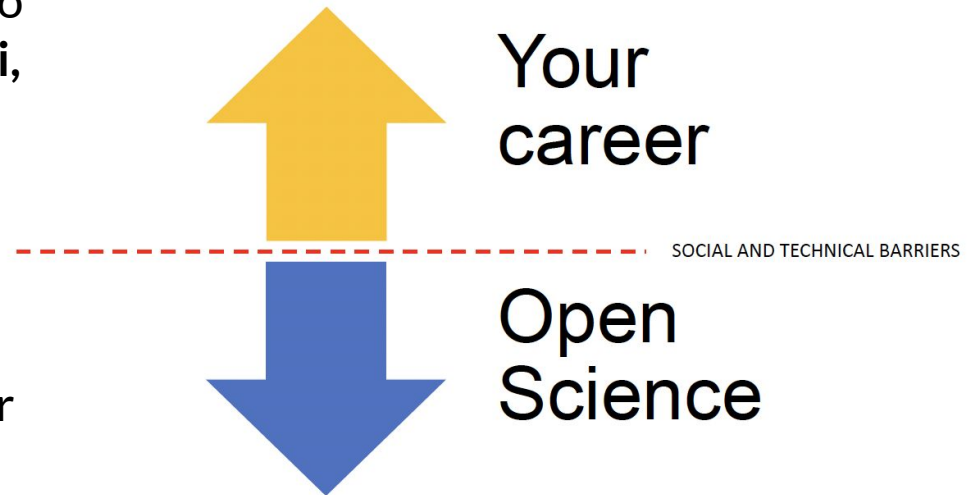 o
i,
Your
career
SOCIAL AND TECHNICAL BARRIERS
Open
Science
r